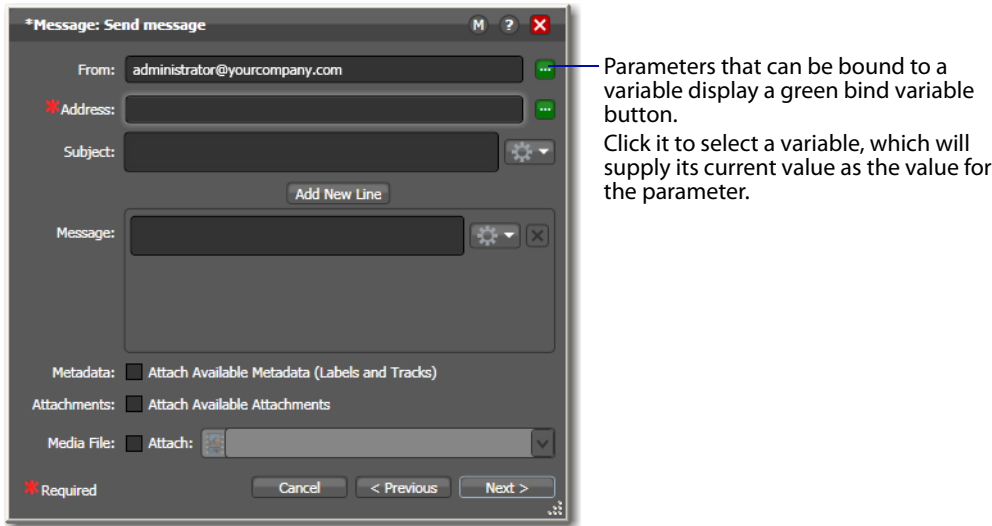 *Message: Send message
M ?
From: administrator@yourcompany.com
*Address:
Subject:
Add New Line
Message:
Metadata: Attach Available Metadata (Labels and Tracks)
Attachments: Attach Available Attachments
Media File: Attach:
*Required Cancel < Previous Next >
Parameters that can be bound to a
variable display a green bind variable
button.
Click it to select a variable, which will
supply its current value as the value for
the parameter.